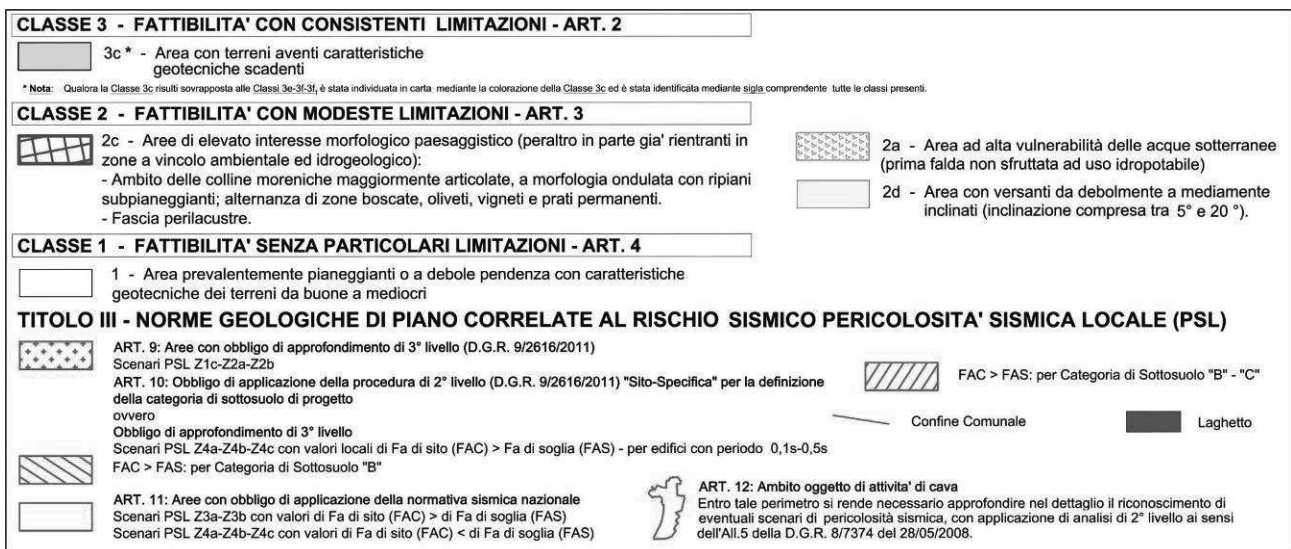 CLASSE 3 - FATTIBILITA' CON CONSISTENTI LIMITAZIONI - ART. 2
3c * - Area con terreni aventi caratteristiche
geotecniche scadenti
* Nota: Qualora la Classe 3c risulti sovrapposta alle Classi 3e-3f-3f, è stata individuata in carta mediante la colorazione della Classe 3c ed è stata identificata mediante sigla comprendente tutte le classi presenti.
CLASSE 2 - FATTIBILITA' CON MODESTE LIMITAZIONI - ART. 3
2c - Aree di elevato interesse morfologico paesaggistico (peraltro in parte gia' rientranti in
zone a vincolo ambientale ed idrogeologico):
- Ambito delle colline moreniche maggiormente articolate, a morfologia ondulata con ripiani
subpianeggianti; alternanza di zone boscate, oliveti, vigneti e prati permanenti.
- Fascia perilacustre.
2a - Area ad alta vulnerabilità delle acque sotterranee
(prima falda non sfruttata ad uso idropotabile)
2d - Area con versanti da debolmente a mediamente
inclinati (inclinazione compresa tra 5° e 20 °).
CLASSE 1 - FATTIBILITA' SENZA PARTICOLARI LIMITAZIONI - ART. 4
1 - Area prevalentemente pianeggianti o a debole pendenza con caratteristiche
geotecniche dei terreni da buone a mediocri
TITOLO III - NORME GEOLOGICHE DI PIANO CORRELATE AL RISCHIO SISMICO PERICOLOSITA' SISMICA LOCALE (PSL)
ART. 9: Aree con obbligo di approfondimento di 3° livello (D.G.R. 9/2616/2011)
Scenari PSL Z1c-Z2a-Z2b
ART. 10: Obbligo di applicazione della procedura di 2° livello (D.G.R. 9/2616/2011) "Sito-Specifica" per la definizione
della categoria di sottosuolo di progetto
ovvero
Obbligo di approfondimento di 3° livello
Scenari PSL Z4a-Z4b-Z4c con valori locali di Fa di sito (FAC) > Fa di soglia (FAS) - per edifici con periodo 0,1s-0,5s
FAC > FAS: per Categoria di Sottosuolo "B"
FAC > FAS: per Categoria di Sottosuolo "B" - "C"
Confine Comunale
Laghetto
ART. 11: Aree con obbligo di applicazione della normativa sismica nazionale
Scenari PSL Z3a-Z3b con valori di Fa di sito (FAC) > di Fa di soglia (FAS)
Scenari PSL Z4a-Z4b-Z4c con valori di Fa di sito (FAC) < di Fa di soglia (FAS)
ART. 12: Ambito oggetto di attivita' di cava
Entro tale perimetro si rende necessario approfondire nel dettaglio il riconoscimento di
eventuali scenari di pericolosità sismica, con applicazione di analisi di 2° livello ai sensi
dell'All.5 della D.G.R. 8/7374 del 28/05/2008.